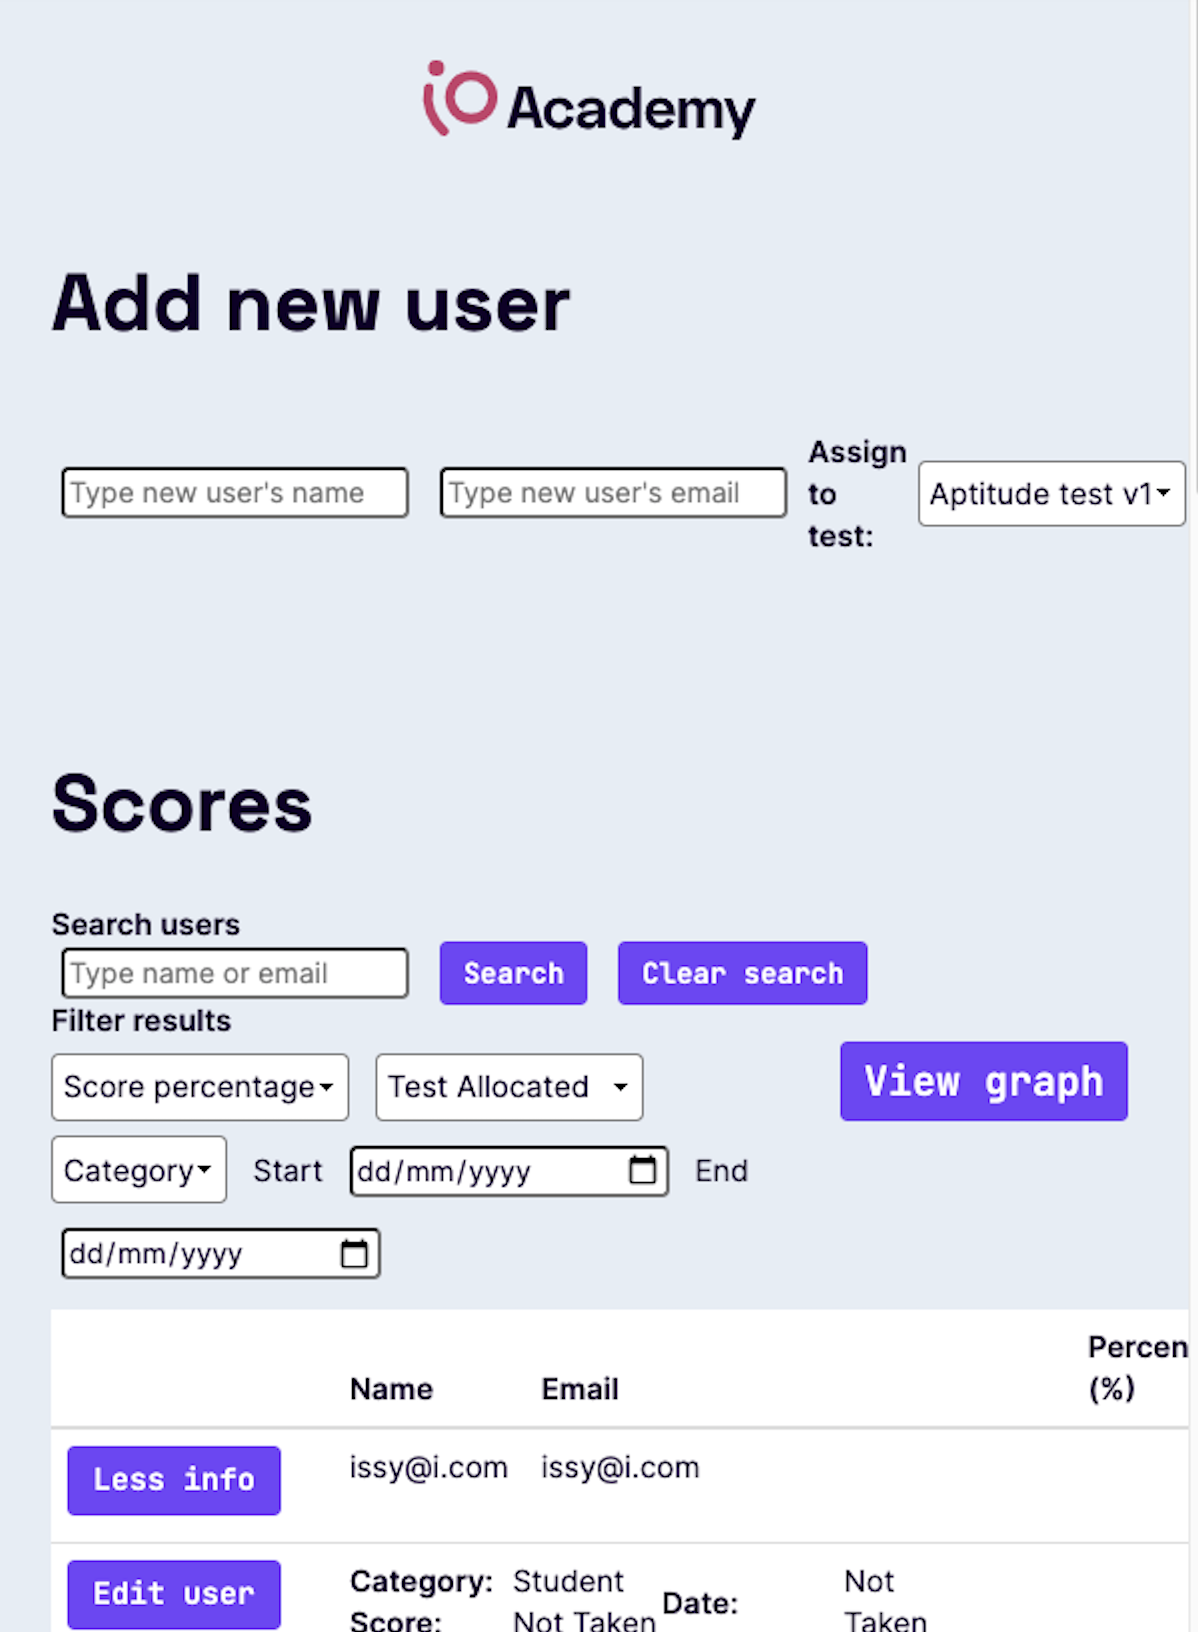 iO Academy
Add new user
Type new user's name
Type new user's email
Assign
to
test:
Aptitude test v1
Scores
Search users
Type name or email
Search
Clear search
Filter results
Score percentage
Test Allocated
View graph
Category
Start
dd/mm/yyyy
End
dd/mm/yyyy
Name
Email
Percen
(%)
Less info
issy@i.com
issy@i.com
Edit user
Category:
Student
Date:
Not
Score:
Not Taken
Taken